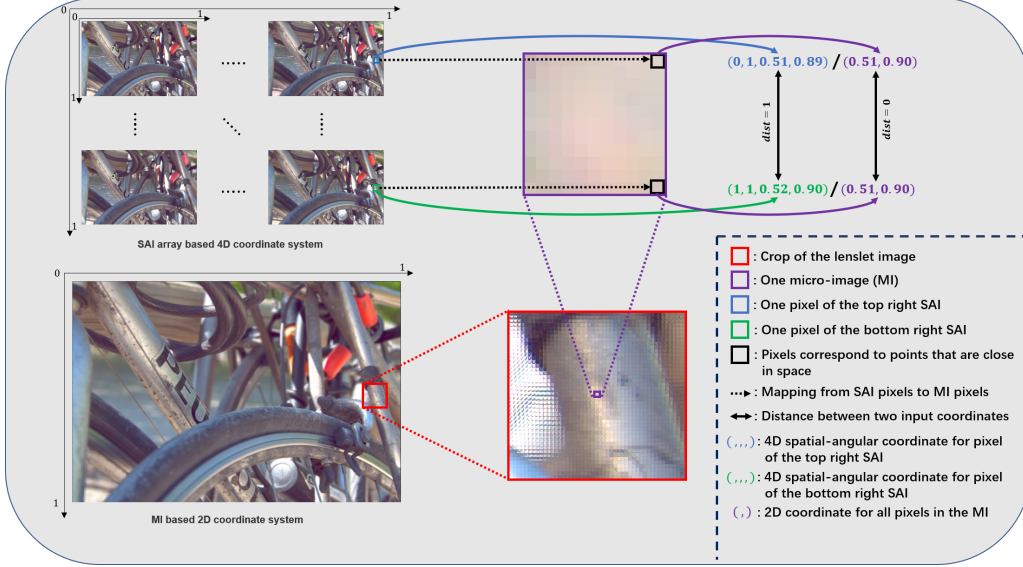 0
1
0
1
(0,1,0.51,0.89) / (0.51,0.90)
1
dist = 1
dist = 0
(1,1,0.52,0.90) / (0.51,0.90)
1
SAI array based 4D coordinate system
0
1
PEU
1
MI based 2D coordinate system
: Crop of the lenslet image
: One micro-image (MI)
: One pixel of the top right SAI
: One pixel of the bottom right SAI
: Pixels correspond to points that are close
in space
: Mapping from SAI pixels to MI pixels
: Distance between two input coordinates
(,,,): 4D spatial-angular coordinate for pixel
of the top right SAI
(,,,): 4D spatial-angular coordinate for pixel
of the bottom right SAI
(,) : 2D coordinate for all pixels in the MI